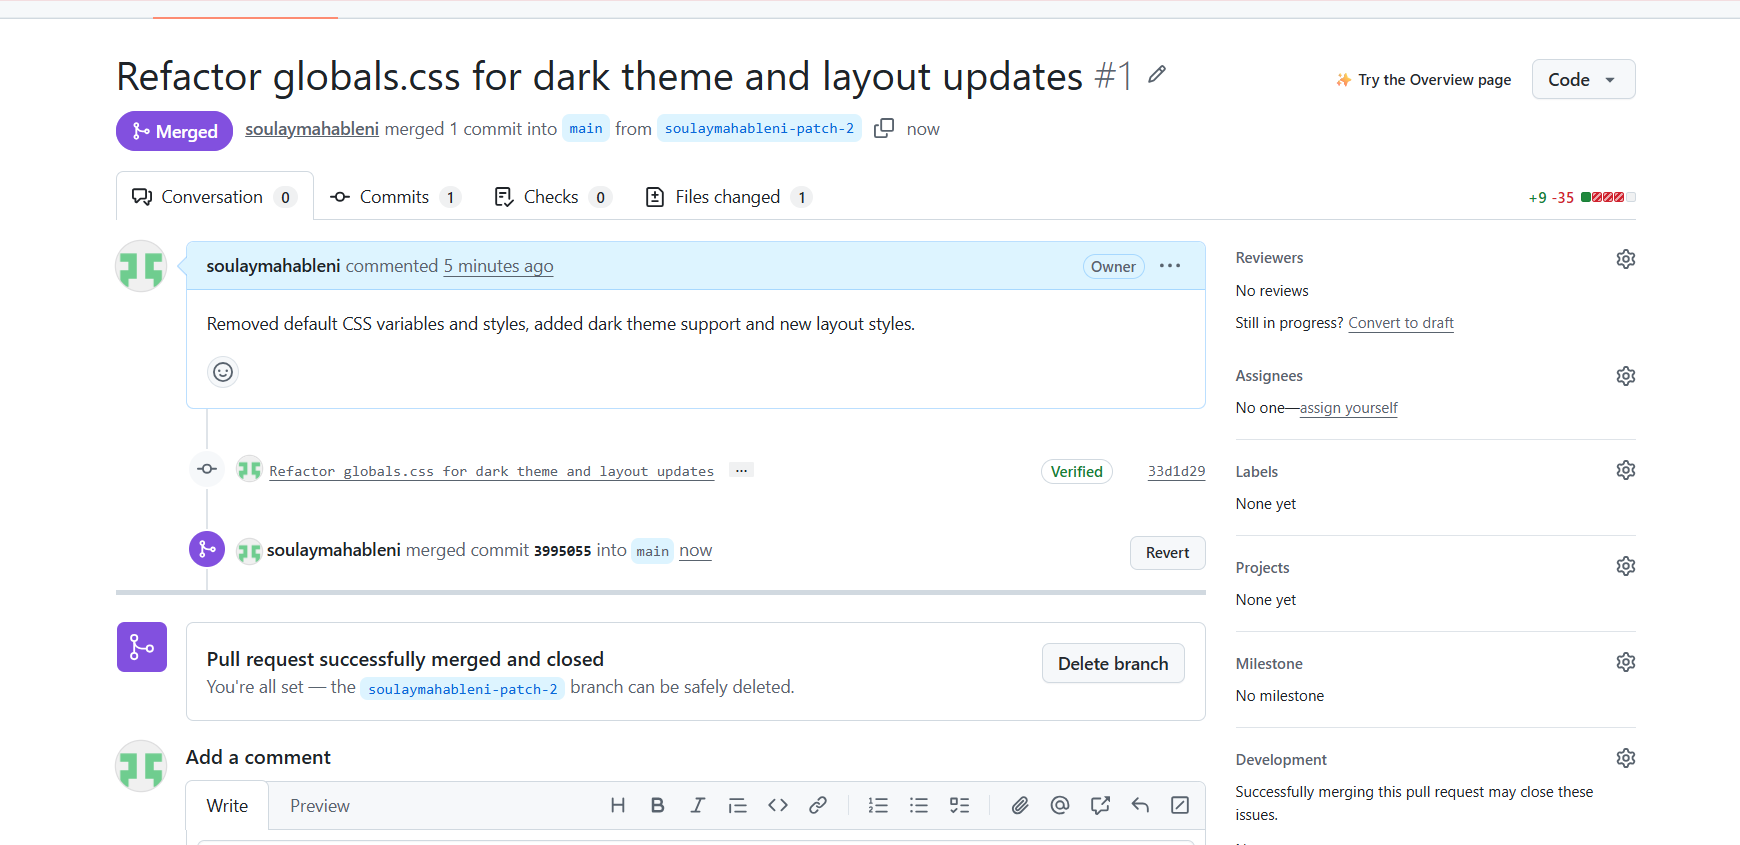 Refactor globals.css for dark theme and layout updates #1
✨ Try the Overview page
Code
Merged
soulaymahableni merged 1 commit into main from soulaymahableni-patch-2 now
Conversation 0
Commits 1
Checks 0
Files changed 1
+9 -35
soulaymahableni commented 5 minutes ago
Owner
Removed default CSS variables and styles, added dark theme support and new layout styles.
Refactor globals.css for dark theme and layout updates ...
Verified
33d1d29
soulaymahableni merged commit 3995055 into main now
Revert
Pull request successfully merged and closed
You're all set — the soulaymahableni-patch-2 branch can be safely deleted.
Delete branch
Add a comment
Write
Preview
Reviewers
No reviews
Still in progress? Convert to draft
Assignees
No one—assign yourself
Labels
None yet
Projects
None yet
Milestone
No milestone
Development
Successfully merging this pull request may close these
issues.